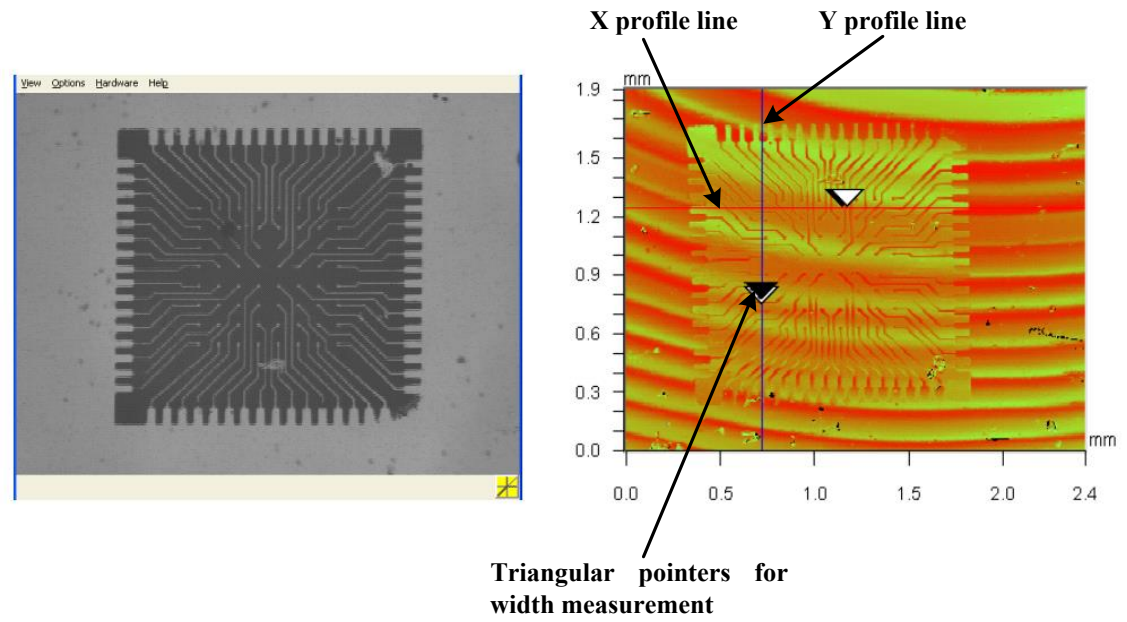 X profile line
Y profile line
View Options Hardware Help
mm
1.9
1.5
1.2
0.9
0.6
0.3
0.0
mm
0.0 0.5 1.0 1.5 2.0 2.4
Triangular pointers for
width measurement